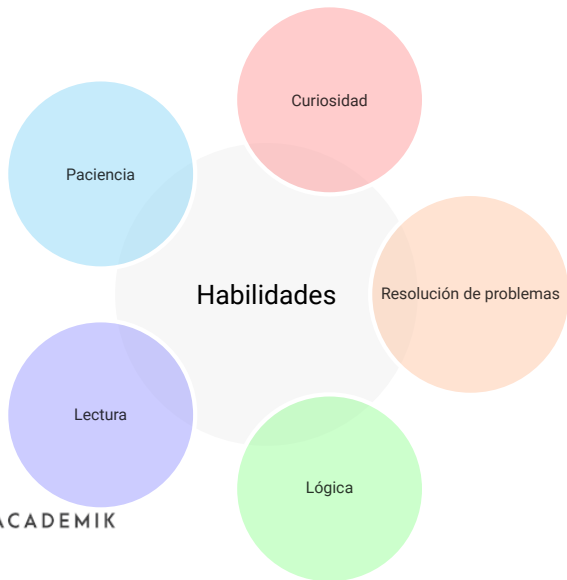 Curiosidad
Paciencia
Habilidades
Resolución de problemas
Lectura
Lógica
ACADEMIK